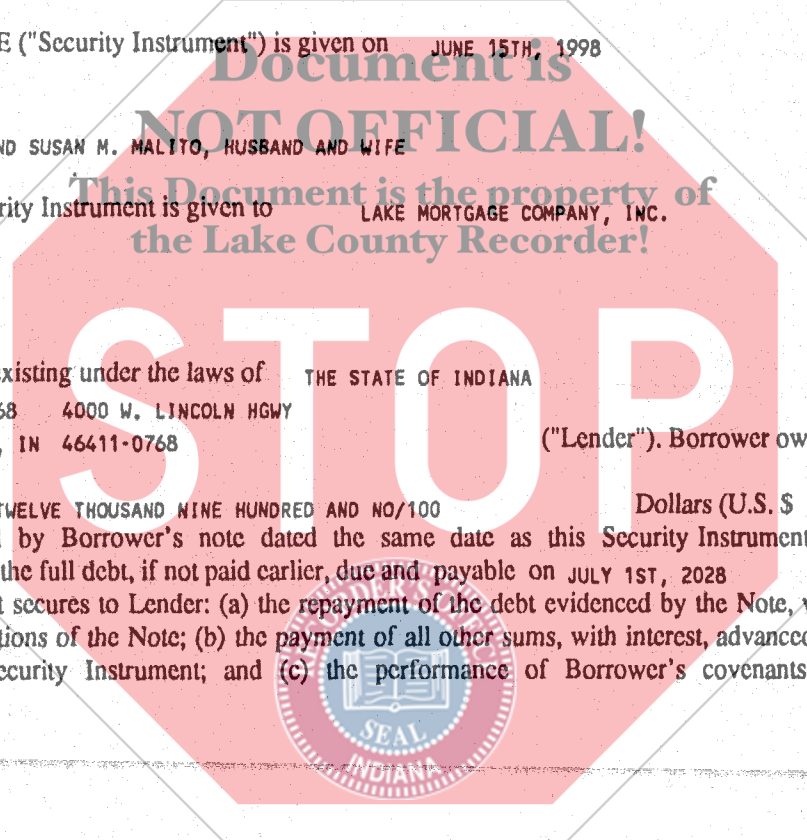 E ("Security Instrument") is given on JUNE 15TH, 1998
Document is
NOT OFFICIAL!
ND SUSAN M. MALITO, HUSBAND AND WIFE
This Document is the property of
rity Instrument is given to LAKE MORTGAGE COMPANY, INC.
the Lake County Recorder!
STOP
xisting under the laws of THE STATE OF INDIANA
68 4000 W. LINCOLN HGWY
, IN 46411-0768 ("Lender"). Borrower ow
TWELVE THOUSAND NINE HUNDRED AND NO/100 Dollars (U.S. $
by Borrower's note dated the same date as this Security Instrument
the full debt, if not paid earlier, due and payable on JULY 1ST, 2028
t secures to Lender: (a) the repayment of the debt evidenced by the Note,
tions of the Note; (b) the payment of all other sums, with interest, advanced
ecurity Instrument; and (c) the performance of Borrower's covenants
SEAL
INDIANA